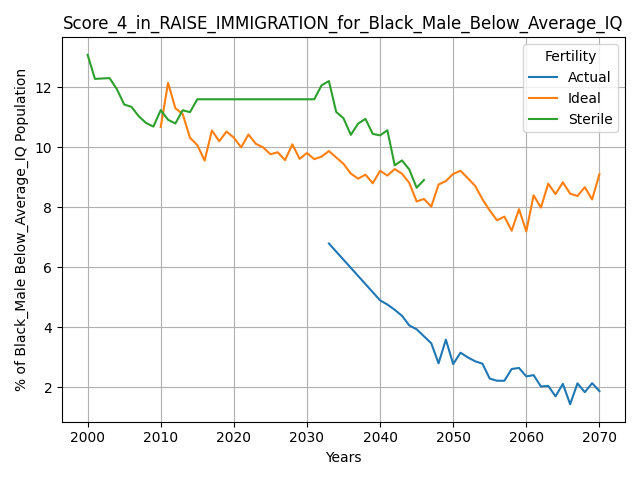 Score_4_in_RAISE_IMMIGRATION_for_Black_Male_Below_Average_IQ
Fertility
Actual
Ideal
Sterile
% of Black_Male Below_Average_IQ Population
12
10
8
6
4
2
2000 2010 2020 2030 2040 2050 2060 2070
Years